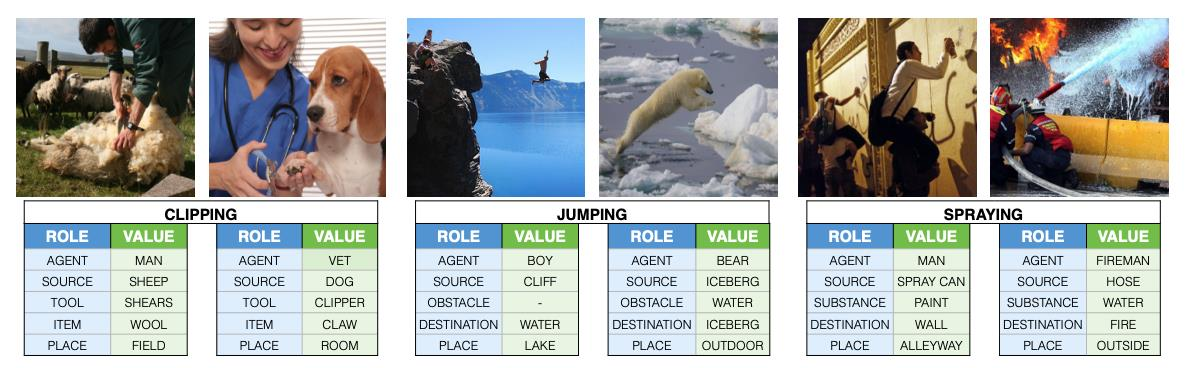 CLIPPING
ROLE VALUE
AGENT MAN
SOURCE SHEEP
TOOL SHEARS
ITEM WOOL
PLACE FIELD
ROLE VALUE
AGENT VET
SOURCE DOG
TOOL CLIPPER
ITEM CLAW
PLACE ROOM
JUMPING
ROLE VALUE
AGENT BOY
SOURCE CLIFF
OBSTACLE -
DESTINATION WATER
PLACE LAKE
ROLE VALUE
AGENT BEAR
SOURCE ICEBERG
OBSTACLE WATER
DESTINATION ICEBERG
PLACE OUTDOOR
SPRAYING
ROLE VALUE
AGENT MAN
SOURCE SPRAY CAN
SUBSTANCE PAINT
DESTINATION WALL
PLACE ALLEYWAY
ROLE VALUE
AGENT FIREMAN
SOURCE HOSE
SUBSTANCE WATER
DESTINATION FIRE
PLACE OUTSIDE